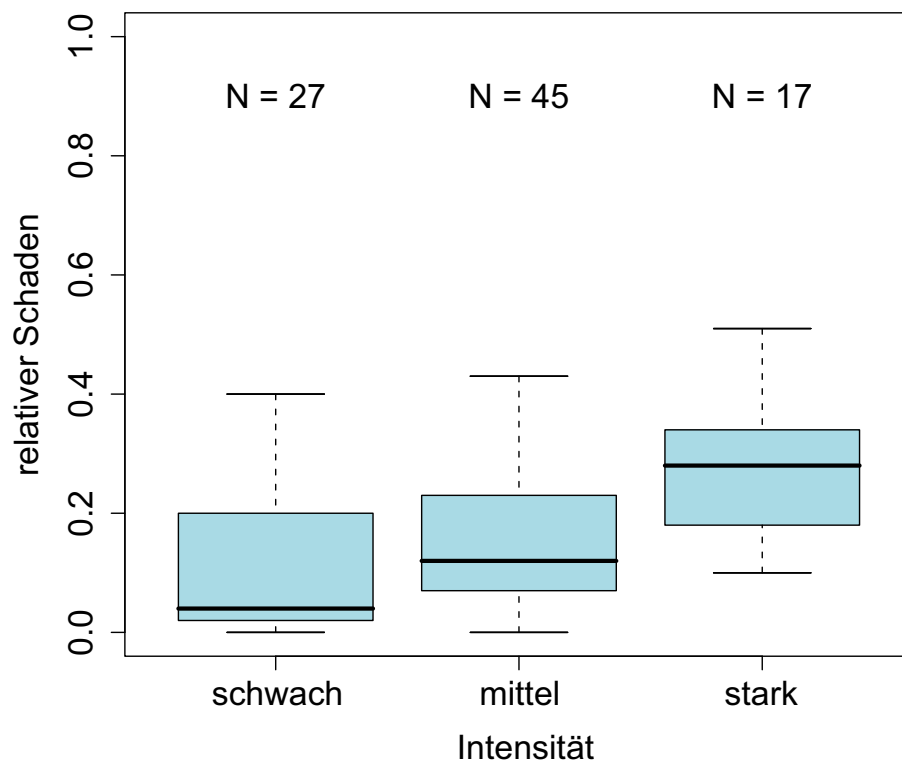 N = 27 N = 45 N = 17
relativer Schaden
1.0
0.8
0.6
0.4
0.2
0.0
schwach mittel stark
Intensität